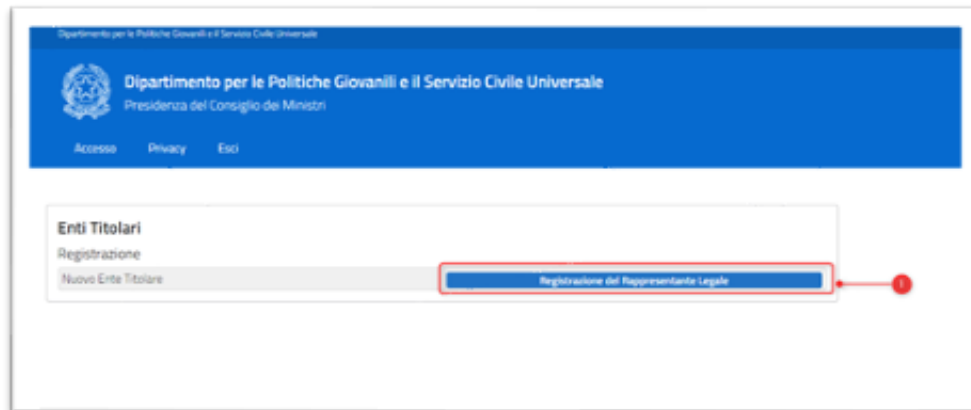 Dipartimento per le Politiche Giovanili e il Servizio Civile Universale
Dipartimento per le Politiche Giovanili e il Servizio Civile Universale
Presidenza del Consiglio dei Ministri
Accesso Privacy Esci
Enti Titolari
Registrazione
Nuovo Ente Titolare Registrazione del Rappresentante Legale 1